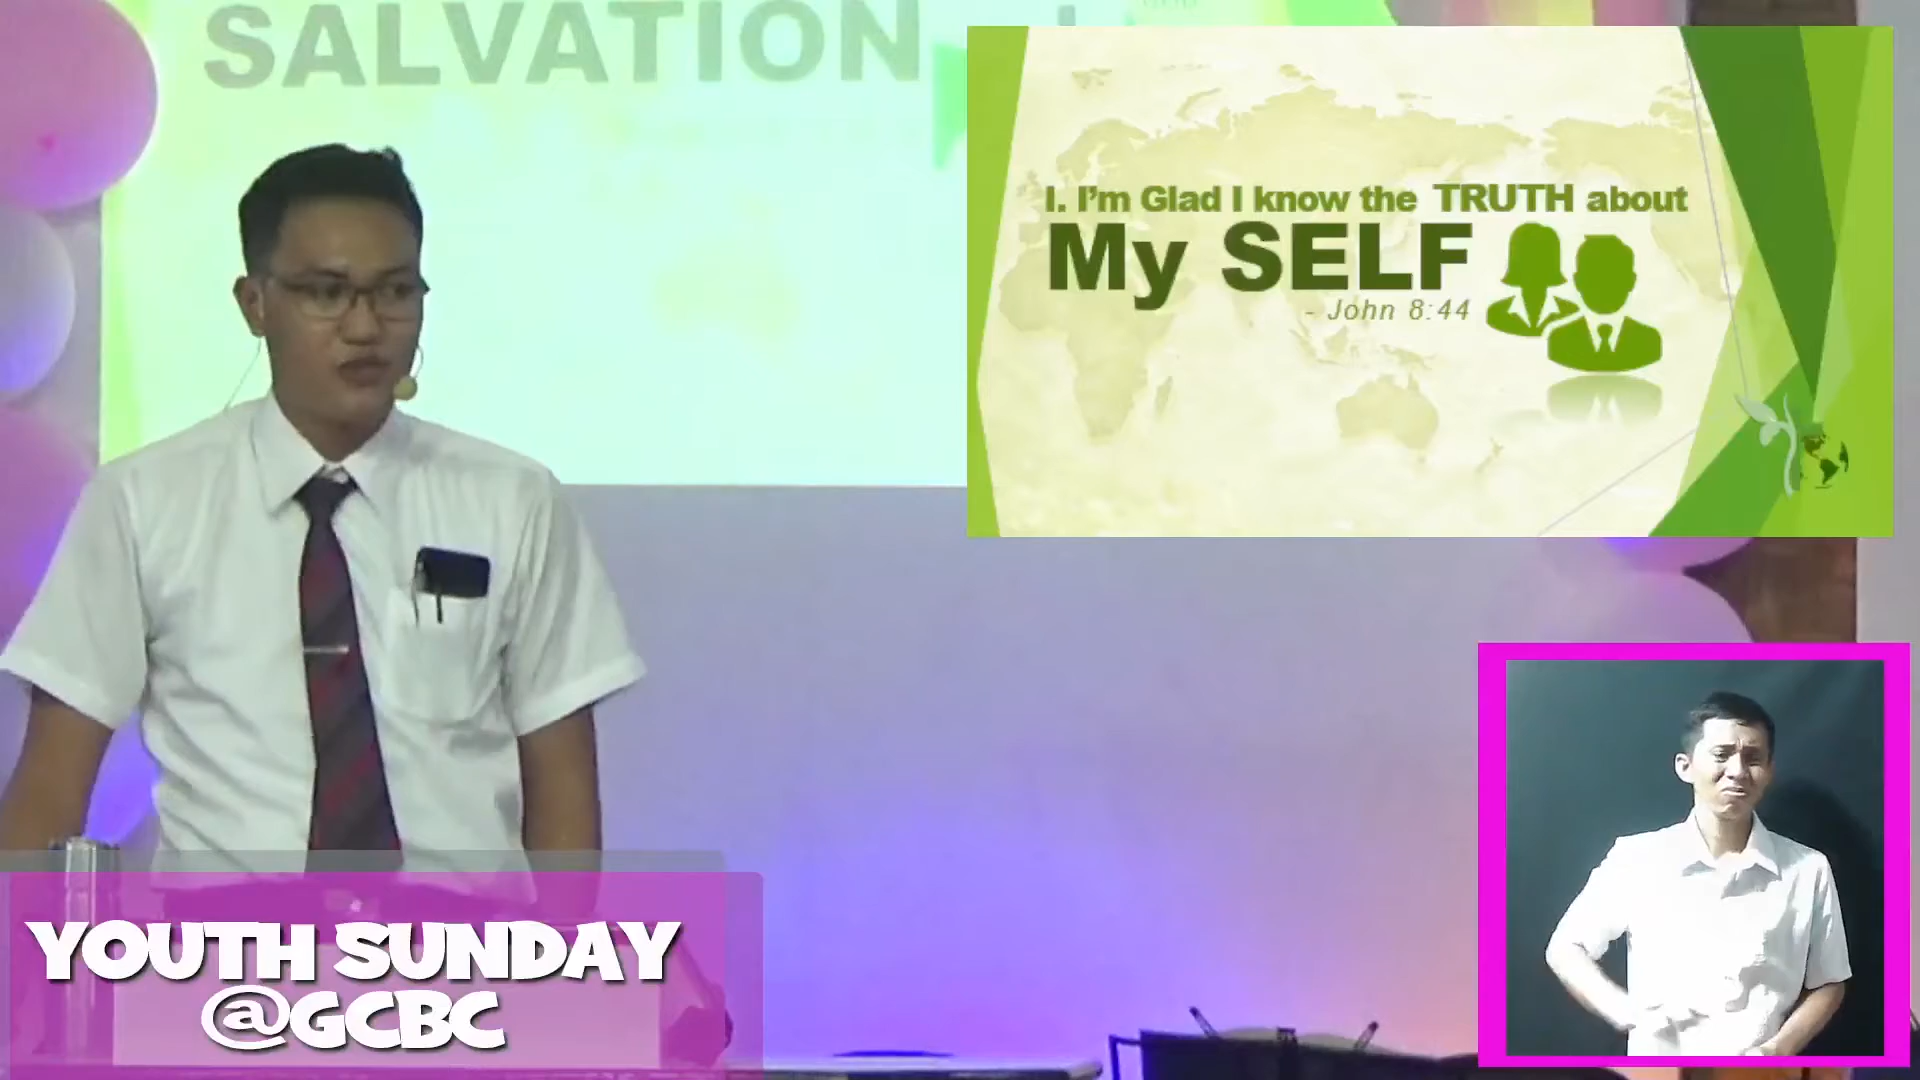 SALVATION
I. I'm Glad I know the TRUTH about
My SELF
- John 8:44
YOUTH SUNDAY
@GCBC